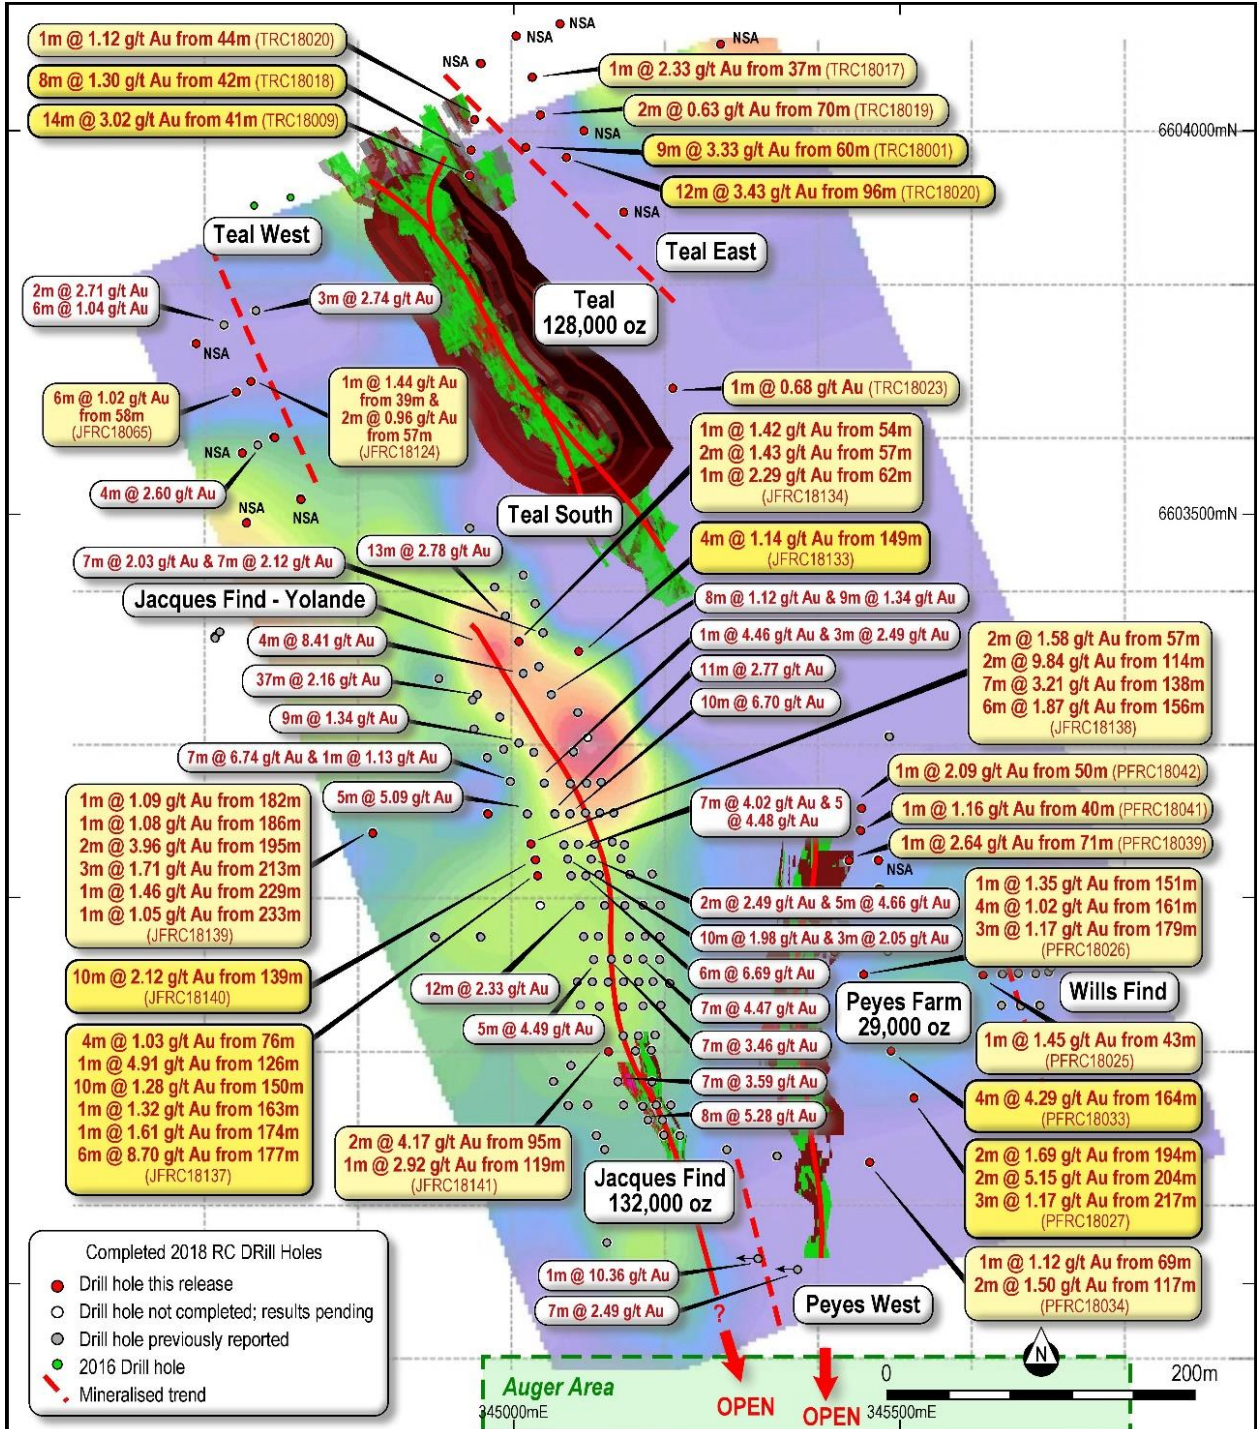 NSA
NSA
NSA
NSA
1m @ 1.12 g/t Au from 44m (TRC18020)
8m @ 1.30 g/t Au from 42m (TRC18018)
14m @ 3.02 g/t Au from 41m (TRC18009)
1m @ 2.33 g/t Au from 37m (TRC18017)
2m @ 0.63 g/t Au from 70m (TRC18019)
NSA
6604000mN
9m @ 3.33 g/t Au from 60m (TRC18001)
12m @ 3.43 g/t Au from 96m (TRC18020)
NSA
Teal West
Teal East
Teal
128,000 oz
2m @ 2.71 g/t Au
6m @ 1.04 g/t Au
3m @ 2.74 g/t Au
NSA
6m @ 1.02 g/t Au
from 58m
(JFRC18065)
1m @ 1.44 g/t Au
from 39m &
2m @ 0.96 g/t Au
from 57m
(JFRC18124)
1m @ 0.68 g/t Au (TRC18023)
NSA
4m @ 2.60 g/t Au
NSA
NSA
1m @ 1.42 g/t Au from 54m
2m @ 1.43 g/t Au from 57m
1m @ 2.29 g/t Au from 62m
(JFRC18134)
Teal South
6603500mN
4m @ 1.14 g/t Au from 149m
(JFRC18133)
13m @ 2.78 g/t Au
7m @ 2.03 g/t Au & 7m @ 2.12 g/t Au
Jacques Find - Yolande
8m @ 1.12 g/t Au & 9m @ 1.34 g/t Au
4m @ 8.41 g/t Au
1m @ 4.46 g/t Au & 3m @ 2.49 g/t Au
37m @ 2.16 g/t Au
11m @ 2.77 g/t Au
9m @ 1.34 g/t Au
10m @ 6.70 g/t Au
2m @ 1.58 g/t Au from 57m
2m @ 9.84 g/t Au from 114m
7m @ 3.21 g/t Au from 138m
6m @ 1.87 g/t Au from 156m
(JFRC18138)
7m @ 6.74 g/t Au & 1m @ 1.13 g/t Au
5m @ 5.09 g/t Au
1m @ 2.09 g/t Au from 50m (PFRC18042)
7m @ 4.02 g/t Au & 5
@ 4.48 g/t Au
1m @ 1.16 g/t Au from 40m (PFRC18041)
1m @ 2.64 g/t Au from 71m (PFRC18039)
NSA
1m @ 1.09 g/t Au from 182m
1m @ 1.08 g/t Au from 186m
2m @ 3.96 g/t Au from 195m
3m @ 1.71 g/t Au from 213m
1m @ 1.46 g/t Au from 229m
1m @ 1.05 g/t Au from 233m
(JFRC18139)
1m @ 1.35 g/t Au from 151m
4m @ 1.02 g/t Au from 161m
3m @ 1.17 g/t Au from 179m
(PFRC18026)
2m @ 2.49 g/t Au & 5m @ 4.66 g/t Au
10m @ 1.98 g/t Au & 3m @ 2.05 g/t Au
10m @ 2.12 g/t Au from 139m
(JFRC18140)
6m @ 6.69 g/t Au
12m @ 2.33 g/t Au
7m @ 4.47 g/t Au
Peyes Farm
29,000 oz
Wills Find
5m @ 4.49 g/t Au
7m @ 3.46 g/t Au
1m @ 1.45 g/t Au from 43m
(PFRC18025)
4m @ 1.03 g/t Au from 76m
1m @ 4.91 g/t Au from 126m
10m @ 1.28 g/t Au from 150m
1m @ 1.32 g/t Au from 163m
1m @ 1.61 g/t Au from 174m
6m @ 8.70 g/t Au from 177m
(JFRC18137)
7m @ 3.59 g/t Au
8m @ 5.28 g/t Au
4m @ 4.29 g/t Au from 164m
(PFRC18033)
2m @ 4.17 g/t Au from 95m
1m @ 2.92 g/t Au from 119m
(JFRC18141)
Jacques Find
132,000 oz
2m @ 1.69 g/t Au from 194m
2m @ 5.15 g/t Au from 204m
3m @ 1.17 g/t Au from 217m
(PFRC18027)
1m @ 10.36 g/t Au
7m @ 2.49 g/t Au
?
Peyes West
1m @ 1.12 g/t Au from 69m
2m @ 1.50 g/t Au from 117m
(PFRC18034)
Completed 2018 RC DRill Holes
Drill hole this release
Drill hole not completed; results pending
Drill hole previously reported
2016 Drill hole
Mineralised trend
N
0 200m
Auger Area
OPEN
OPEN
345000mE
345500mE